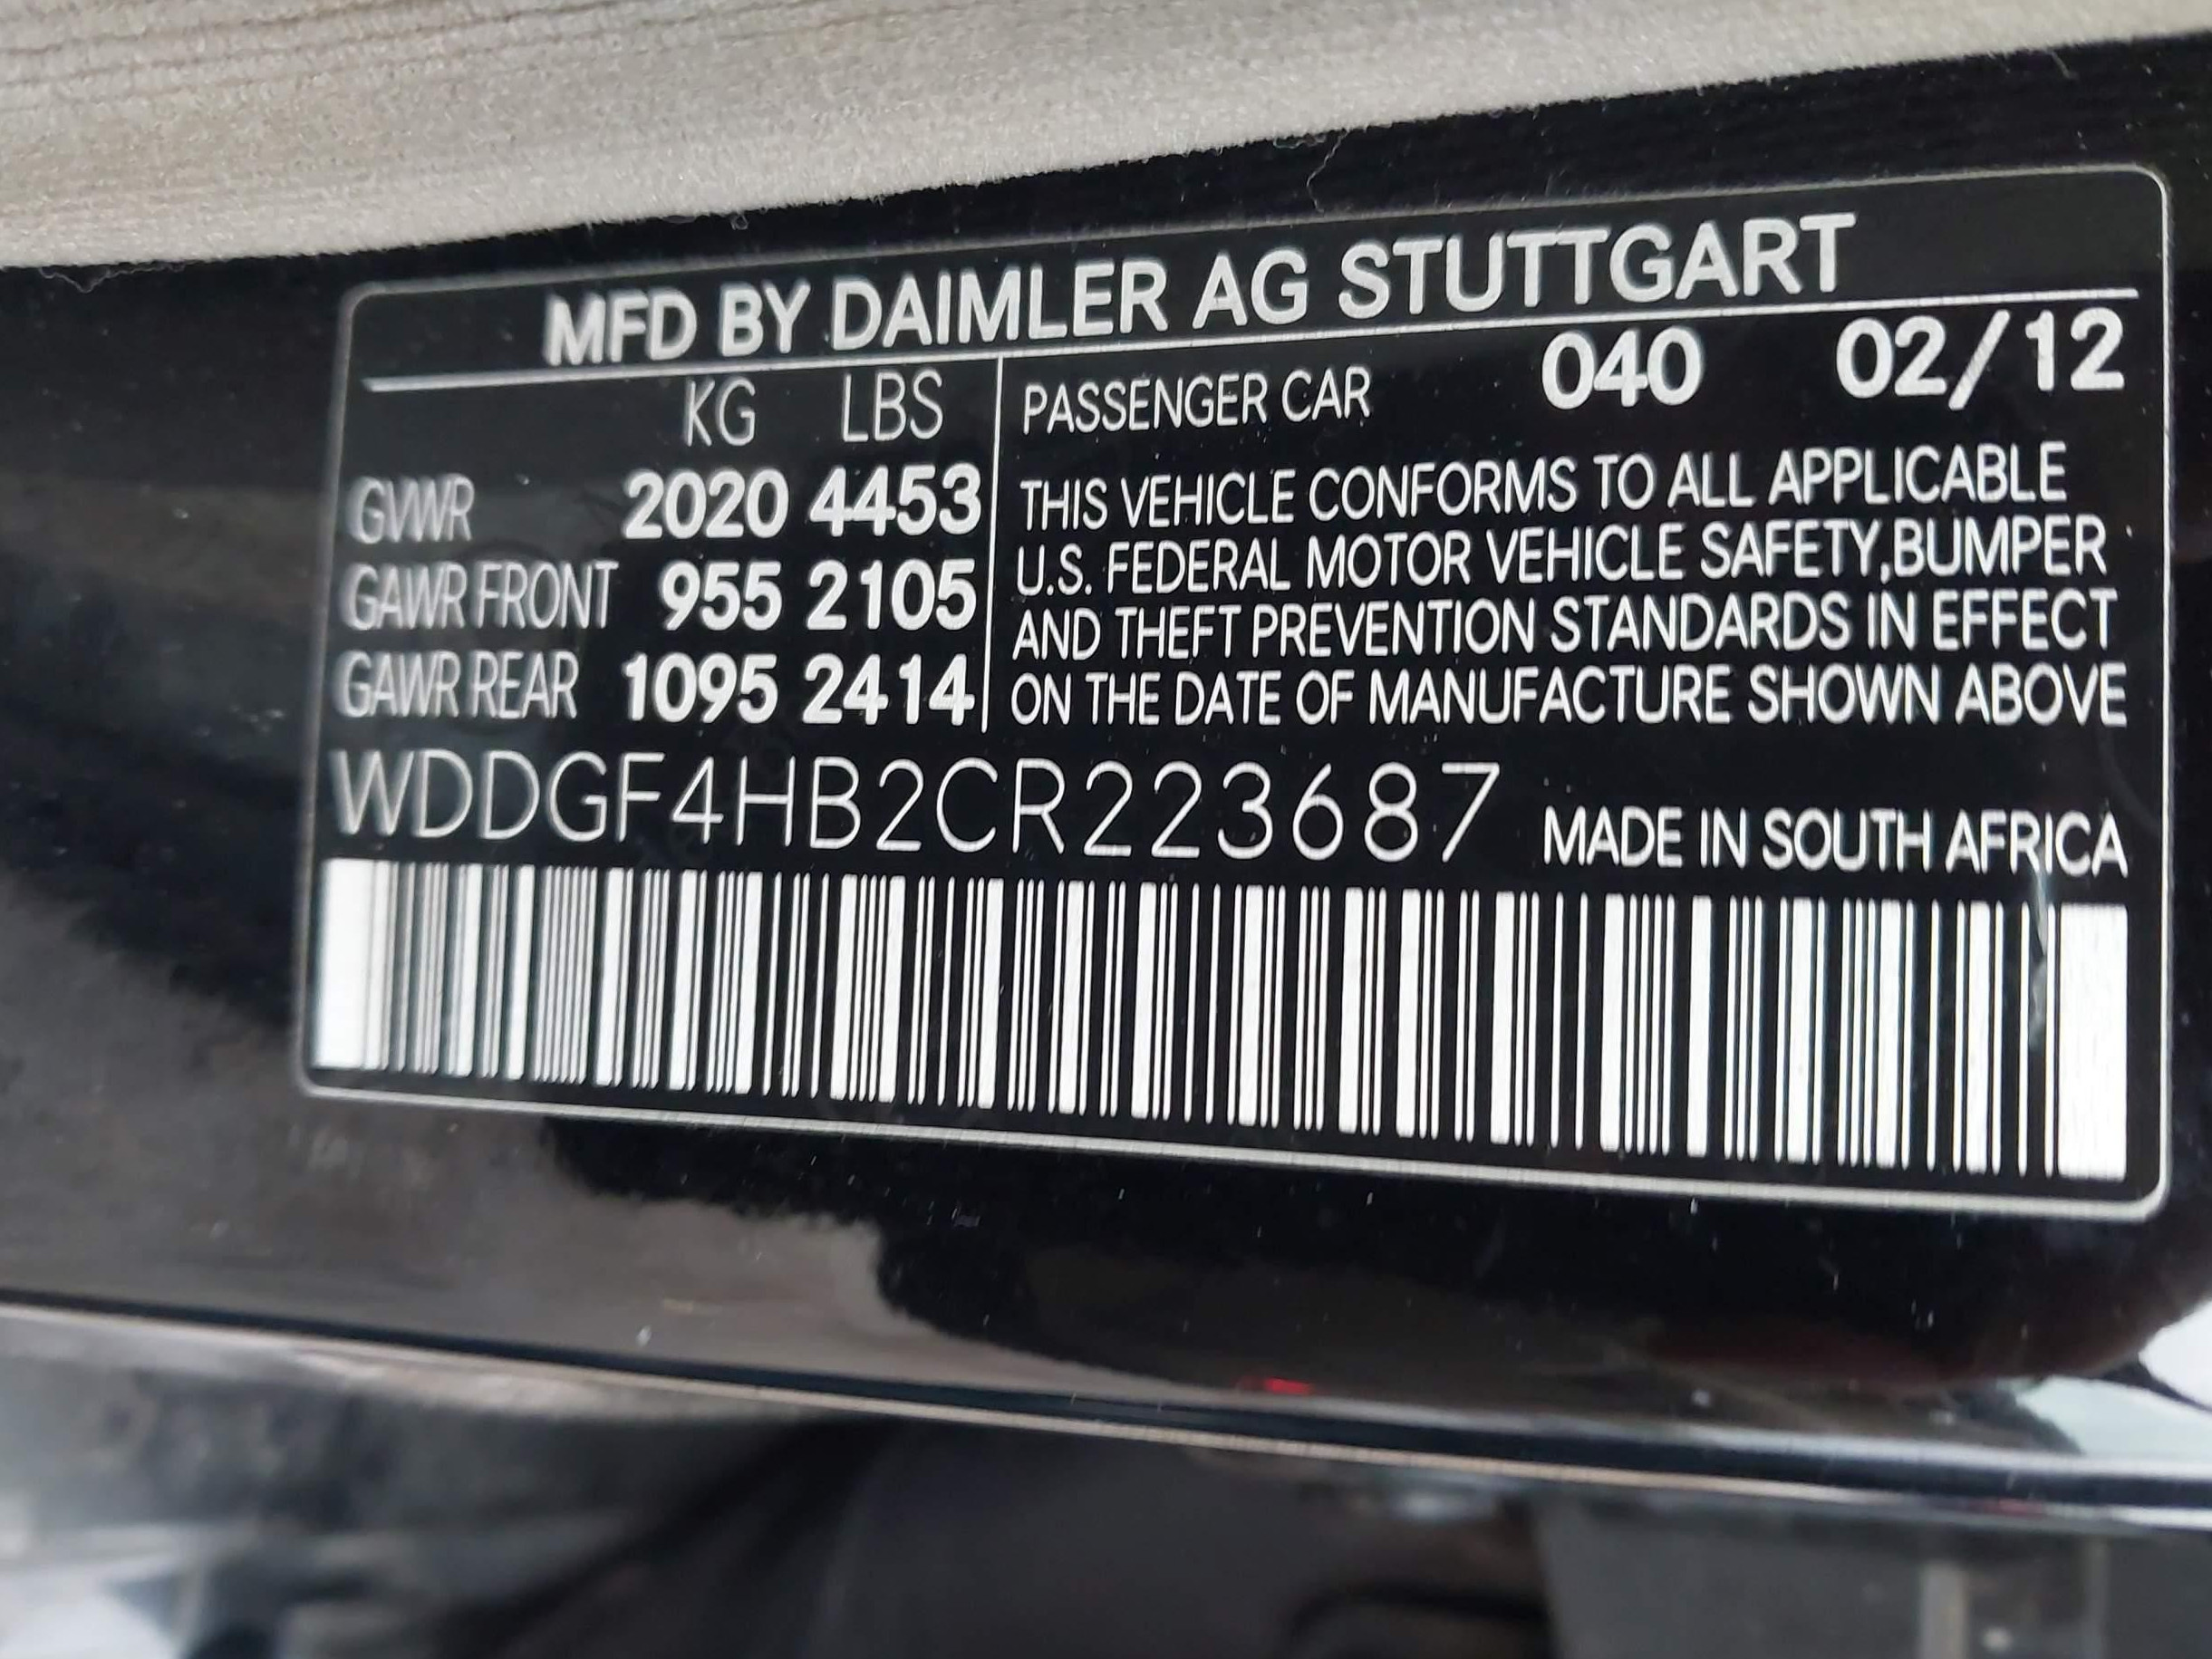 MFD BY DAIMLER AG STUTTGART
KG LBS
GVWR 2020 4453
GAWR FRONT 955 2105
GAWR REAR 1095 2414
PASSENGER CAR 040 02/12
THIS VEHICLE CONFORMS TO ALL APPLICABLE
U.S. FEDERAL MOTOR VEHICLE SAFETY,BUMPER
AND THEFT PREVENTION STANDARDS IN EFFECT
ON THE DATE OF MANUFACTURE SHOWN ABOVE
WDDGF4HB2CR223687 MADE IN SOUTH AFRICA